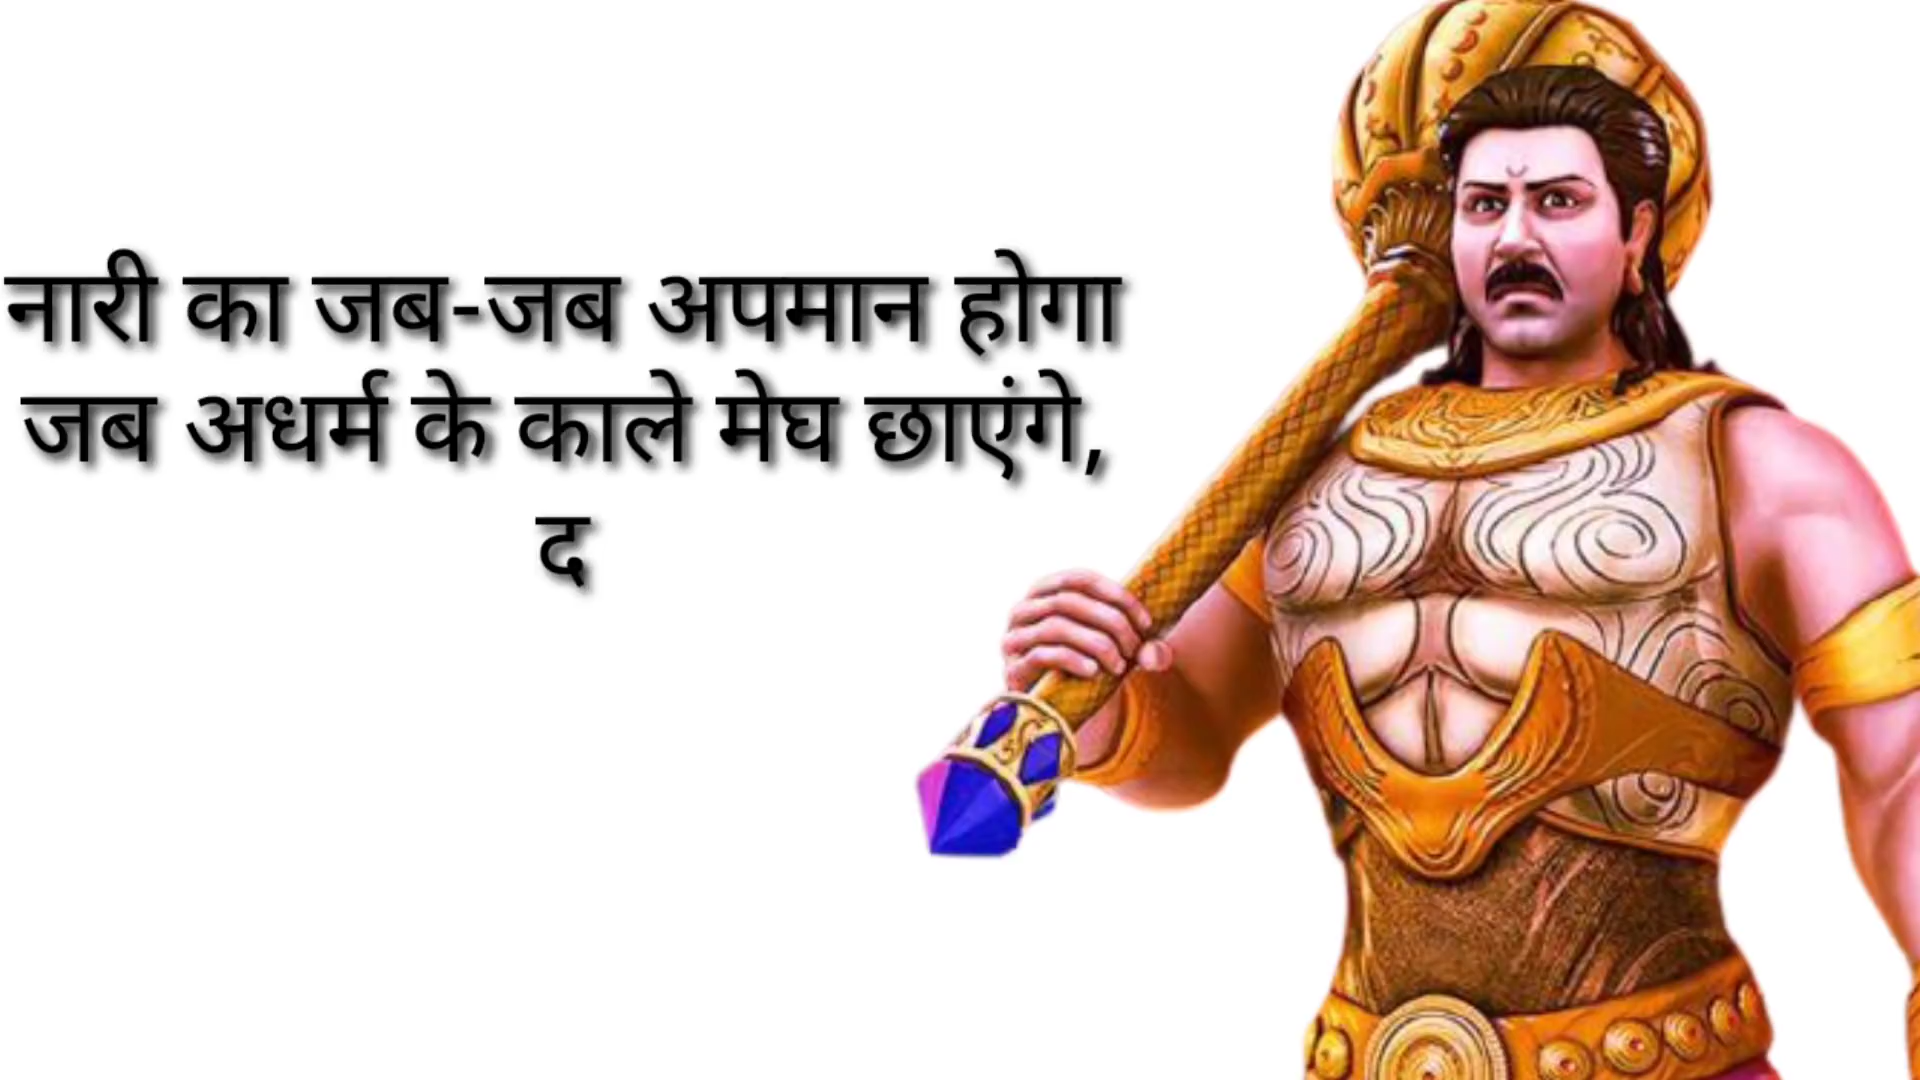 नारी का जब-जब अपमान होगा
जब अधर्म के काले मेघ छाएंगे,
द